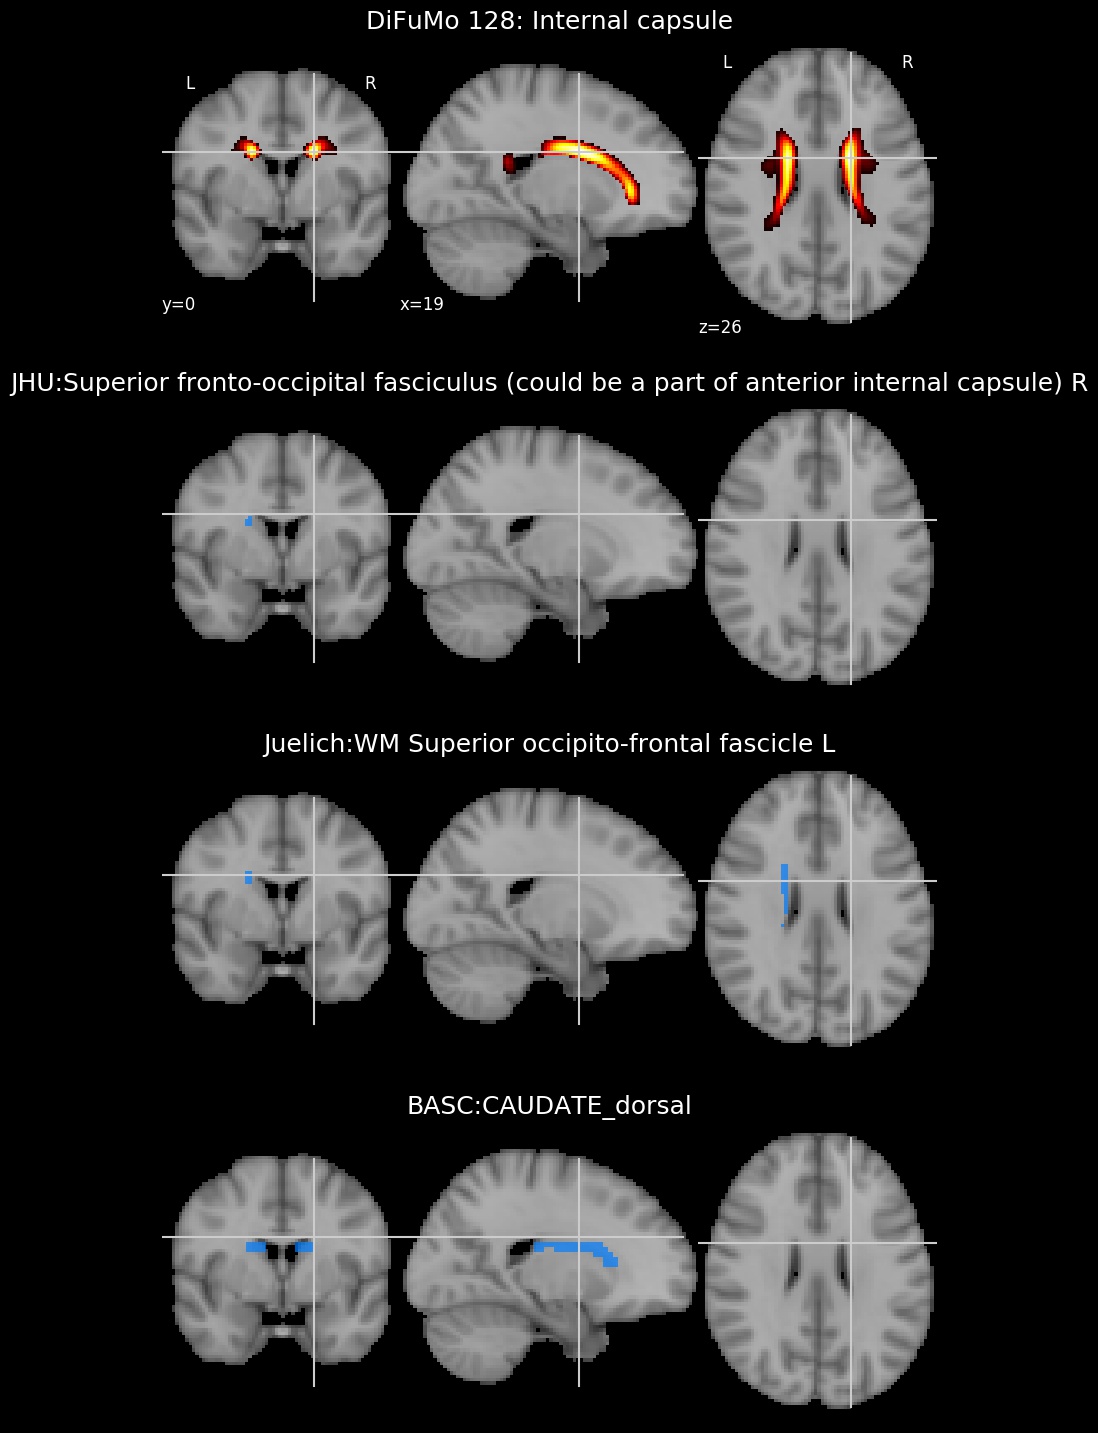 DiFuMo 128: Internal capsule
L R L R
y=0 x=19 z=26
JHU:Superior fronto-occipital fasciculus (could be a part of anterior internal capsule) R
Juelich:WM Superior occipito-frontal fascicle L
BASC:CAUDATE_dorsal